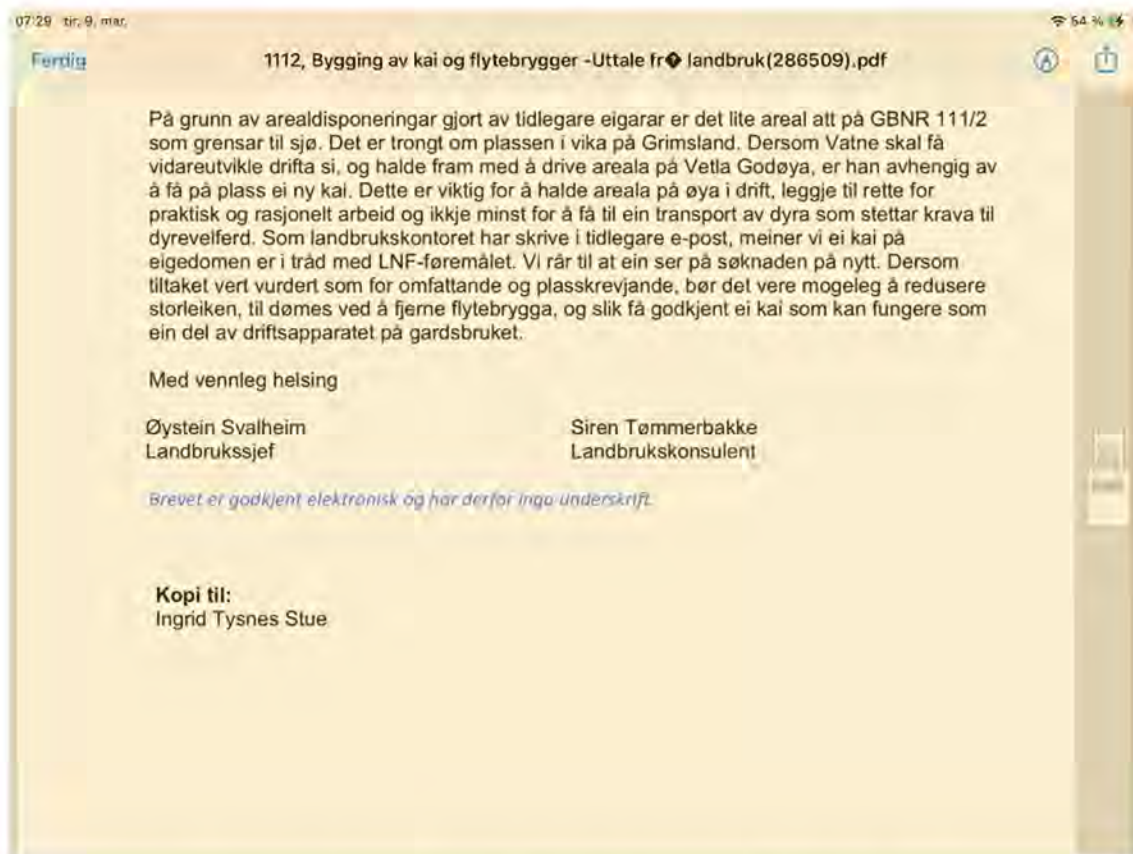 07:29 tir. 9. mar.
54 %
Ferdig
1112, Bygging av kai og flytebrygger -Uttale fr� landbruk(286509).pdf
På grunn av arealdisponeringar gjort av tidlegare eigarar er det lite areal att på GBNR 111/2
som grensar til sjø. Det er trongt om plassen i vika på Grimsland. Dersom Vatne skal få
vidareutvikle drifta si, og halde fram med å drive areala på Vetla Godøya, er han avhengig av
å få på plass ei ny kai. Dette er viktig for å halde areala på øya i drift, leggje til rette for
praktisk og rasjonelt arbeid og ikkje minst for å få til ein transport av dyra som stettar krava til
dyrevelferd. Som landbrukskontoret har skrive i tidlegare e-post, meiner vi ei kai på
eigedomen er i tråd med LNF-føremålet. Vi rår til at ein ser på søknaden på nytt. Dersom
tiltaket vert vurdert som for omfattande og plasskrevjande, bør det vere mogeleg å redusere
storleiken, til dømes ved å fjerne flytebrygga, og slik få godkjent ei kai som kan fungere som
ein del av driftsapparatet på gardsbruket.
Med vennleg helsing
Øystein Svalheim
Landbrukssjef
Siren Tømmerbakke
Landbrukskonsulent
Brevet er godkjent elektronisk og har derfor inga underskrift.
Kopi til:
Ingrid Tysnes Stue